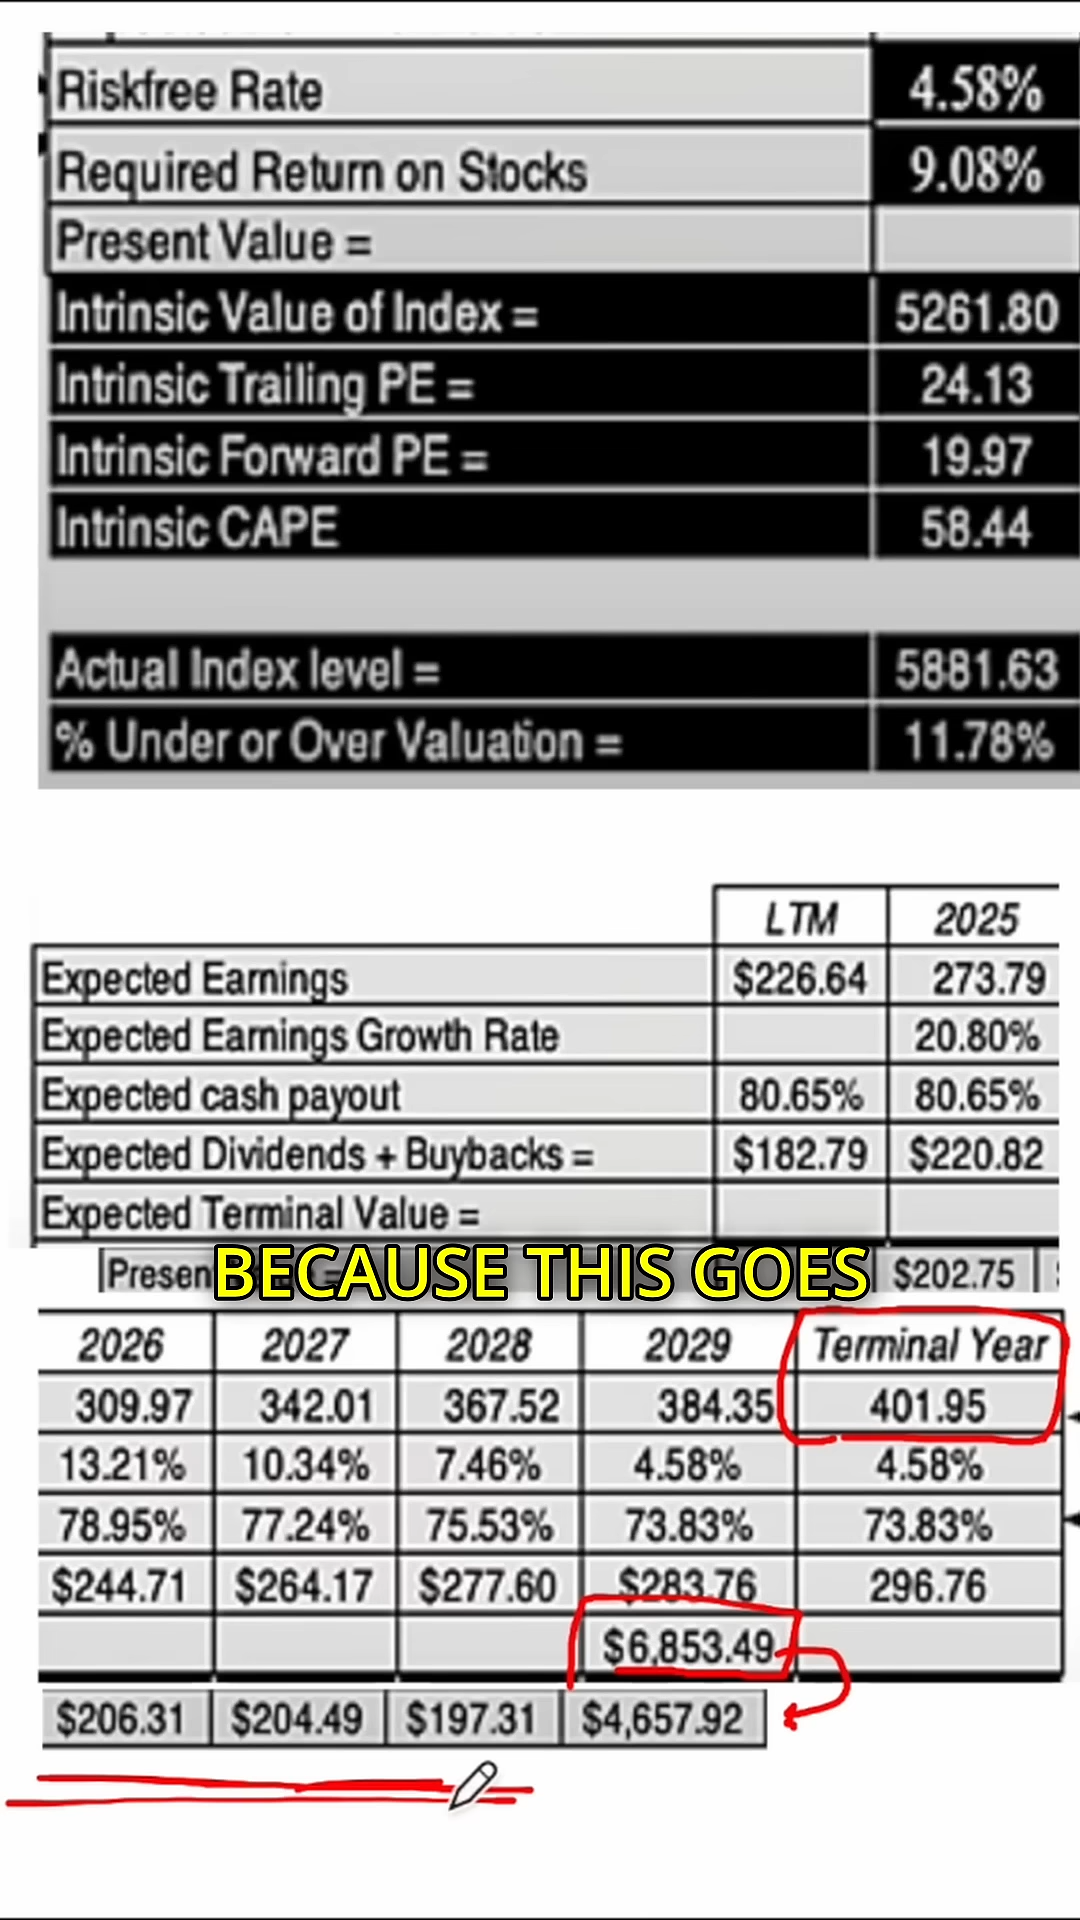 Riskfree Rate 4.58%
Required Return on Stocks 9.08%
Present Value =
Intrinsic Value of Index = 5261.80
Intrinsic Trailing PE = 24.13
Intrinsic Forward PE = 19.97
Intrinsic CAPE 58.44
Actual Index level = 5881.63
% Under or Over Valuation = 11.78%
LTM 2025
Expected Earnings $226.64 273.79
Expected Earnings Growth Rate 20.80%
Expected cash payout 80.65% 80.65%
Expected Dividends + Buybacks = $182.79 $220.82
Expected Terminal Value =
$202.75
BECAUSE THIS GOES
2026 2027 2028 2029 Terminal Year
309.97 342.01 367.52 384.35 401.95
13.21% 10.34% 7.46% 4.58% 4.58%
78.95% 77.24% 75.53% 73.83% 73.83%
$244.71 $264.17 $277.60 $283.76 296.76
$6,853.49
$206.31 $204.49 $197.31 $4,657.92